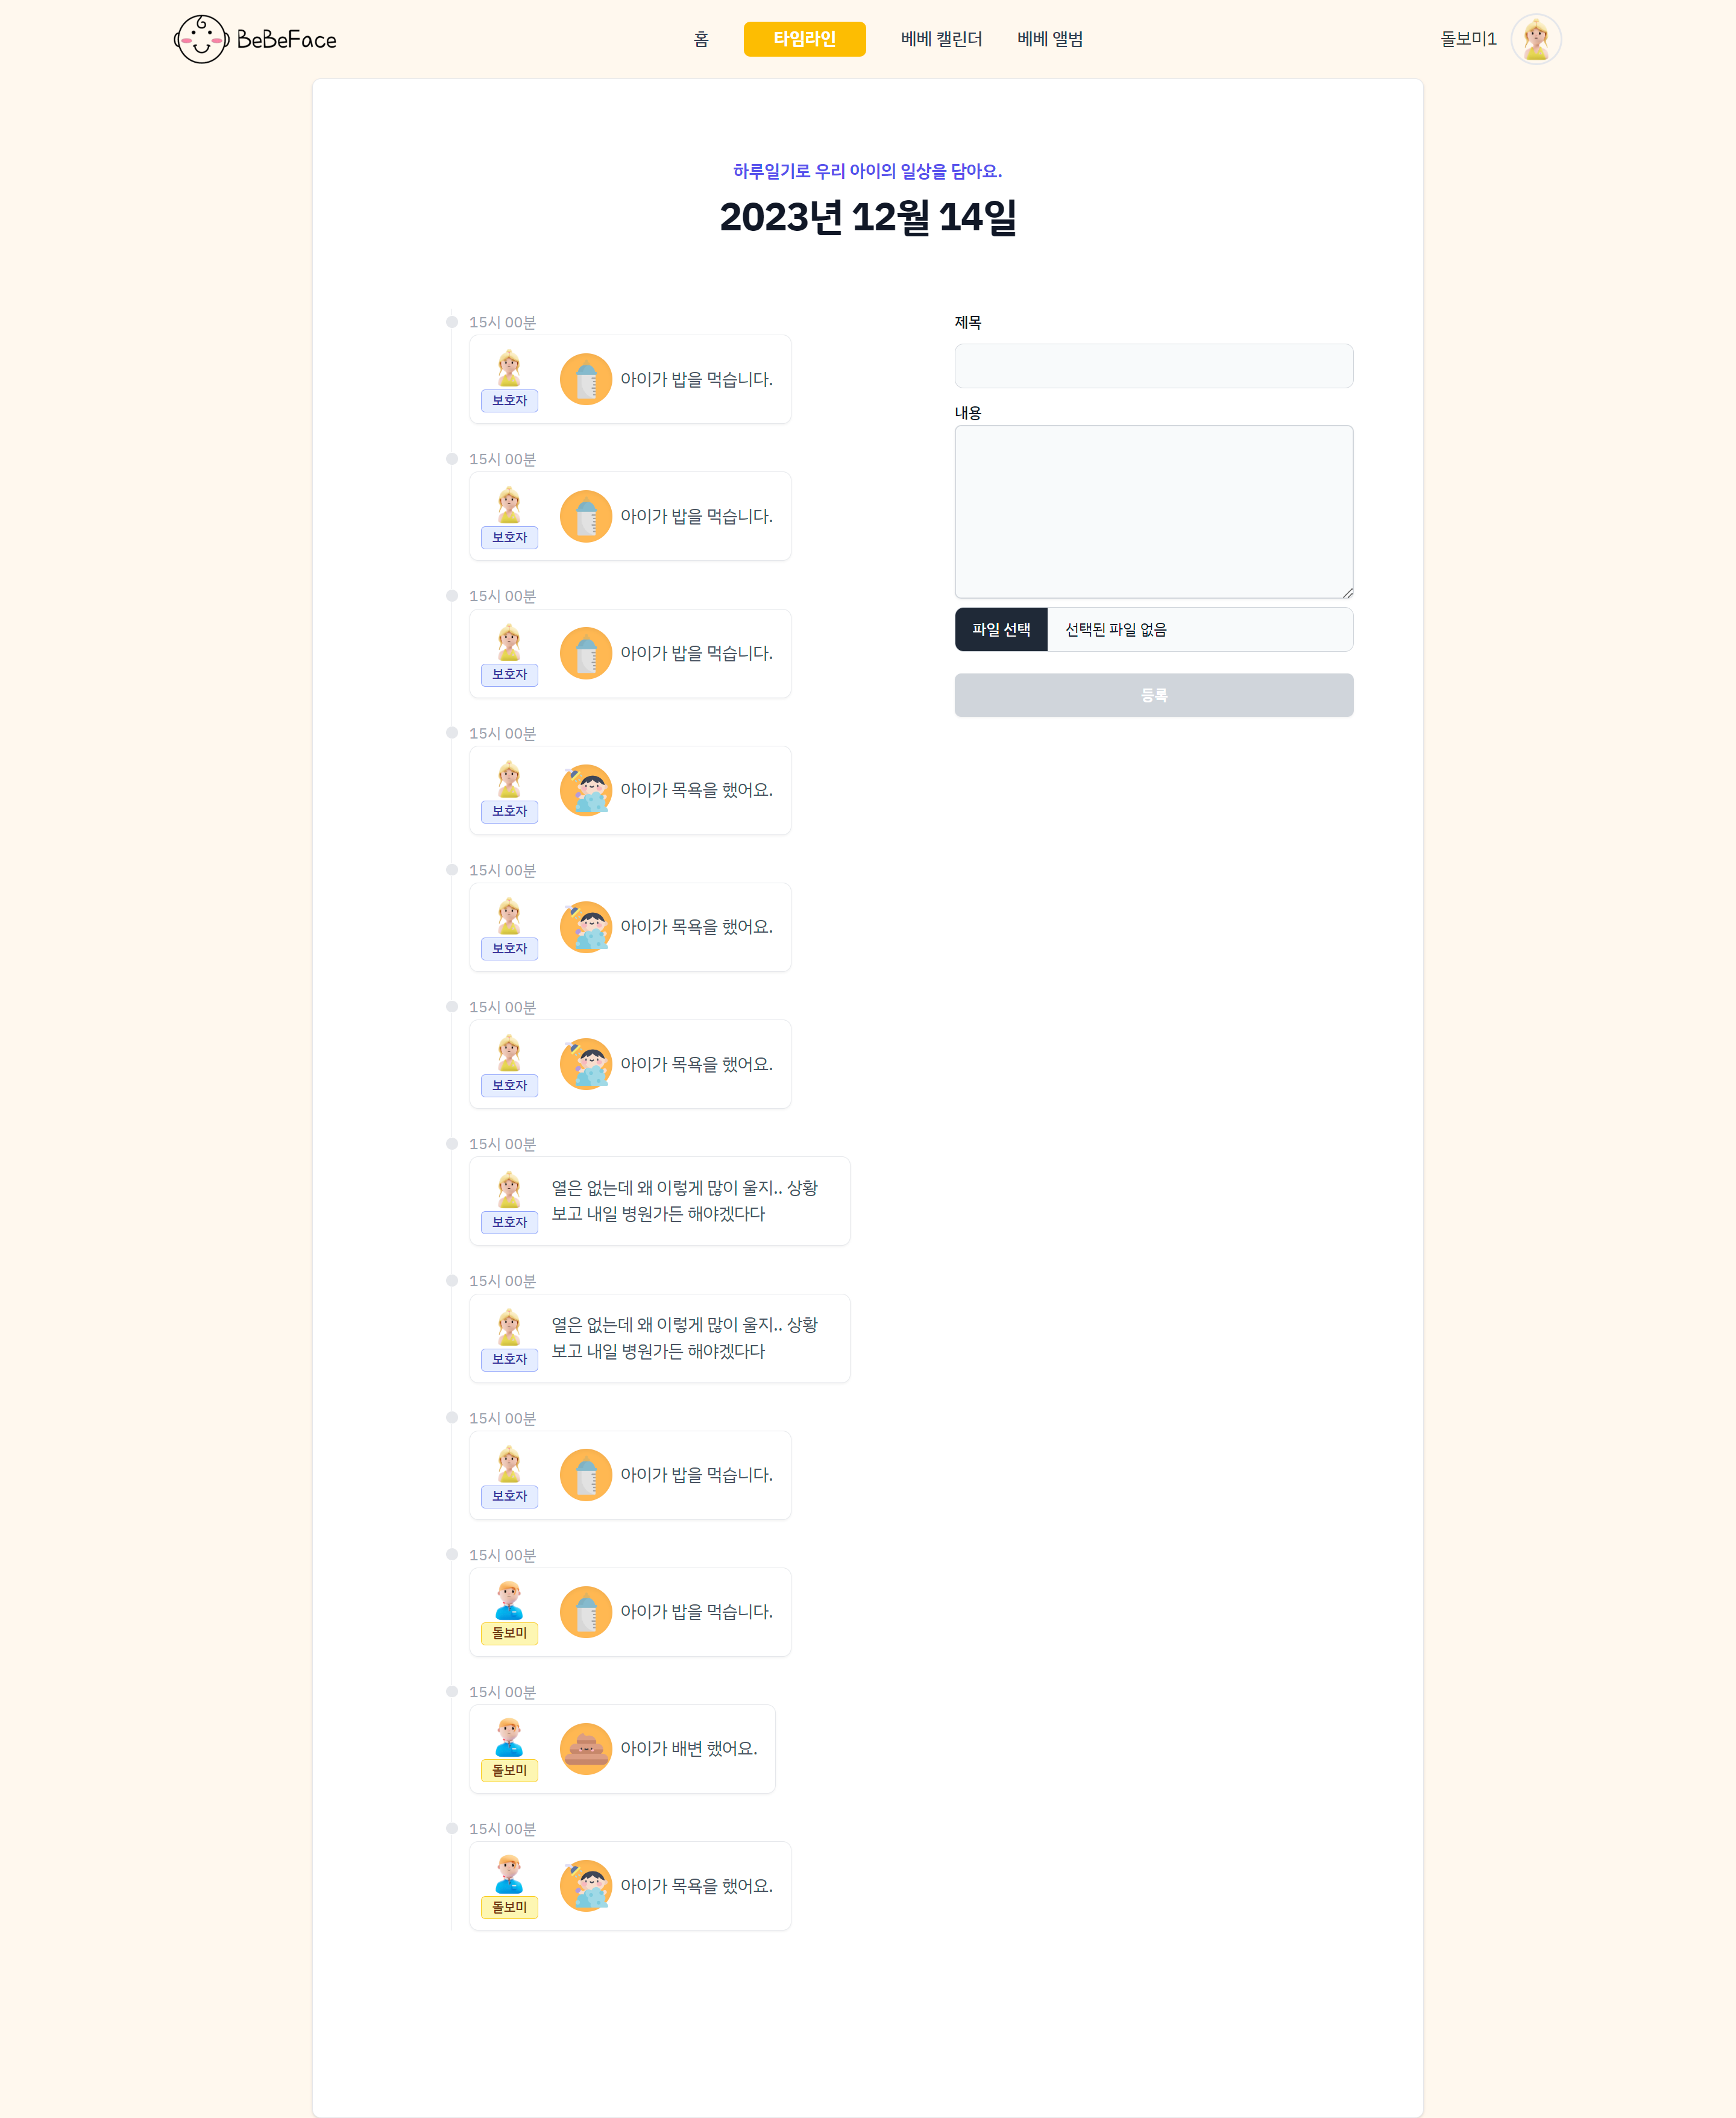 BeBeFace
홈
타임라인
베베 캘린더
베베 앨범
돌보미1
하루일기로 우리 아이의 일상을 담아요.
2023년 12월 14일
15시 00분
보호자
아이가 밥을 먹습니다.
15시 00분
보호자
아이가 밥을 먹습니다.
15시 00분
보호자
아이가 밥을 먹습니다.
15시 00분
보호자
아이가 목욕을 했어요.
15시 00분
보호자
아이가 목욕을 했어요.
15시 00분
보호자
아이가 목욕을 했어요.
15시 00분
보호자
열은 없는데 왜 이렇게 많이 울지.. 상황
보고 내일 병원가든 해야겠다다
15시 00분
보호자
열은 없는데 왜 이렇게 많이 울지.. 상황
보고 내일 병원가든 해야겠다다
15시 00분
보호자
아이가 밥을 먹습니다.
15시 00분
돌보미
아이가 밥을 먹습니다.
15시 00분
돌보미
아이가 배변 했어요.
15시 00분
돌보미
아이가 목욕을 했어요.
제목
내용
파일 선택
선택된 파일 없음
등록